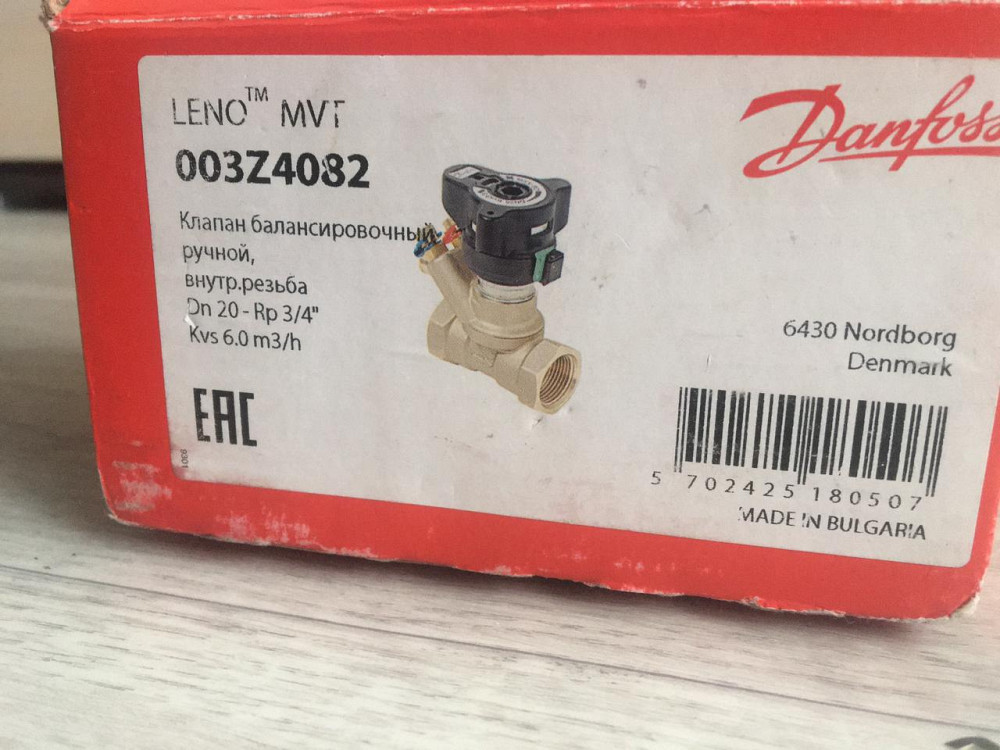 LENO™ MVT
Danfoss
003Z4082
Клапан балансировочный
ручной,
внутр.резьба
Dn 20 - Rp 3/4"
Kvs 6.0 m3/h
6430 Nordborg
Denmark
EAC
9301
5 702425 180507
MADE IN BULGARIA